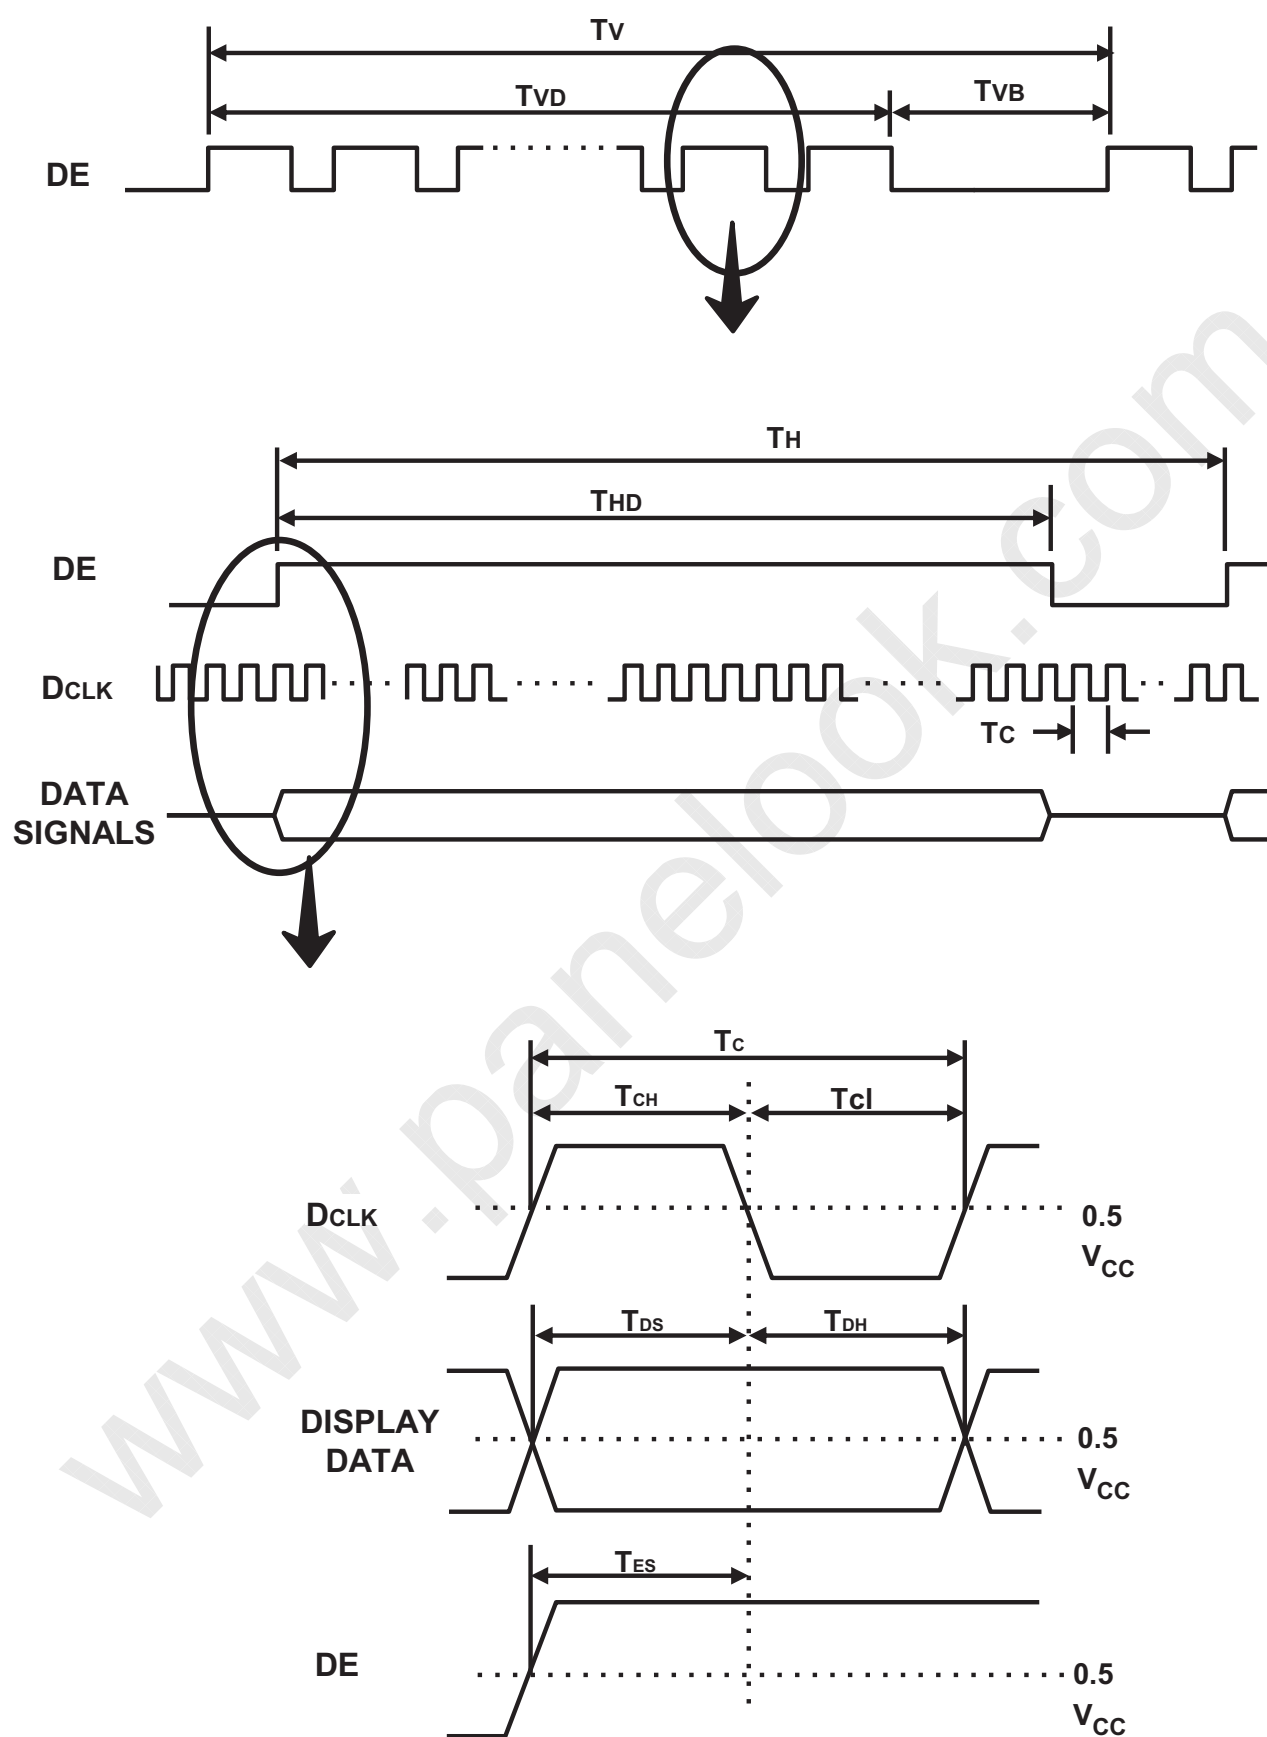 TV
TVD
TVB
DE
TH
THD
DE
DCLK
TC
DATA
SIGNALS
TC
TCH
Tcl
DCLK
0.5
VCC
TDS
TDH
DISPLAY
DATA
0.5
VCC
TES
DE
0.5
VCC
www.panelook.com